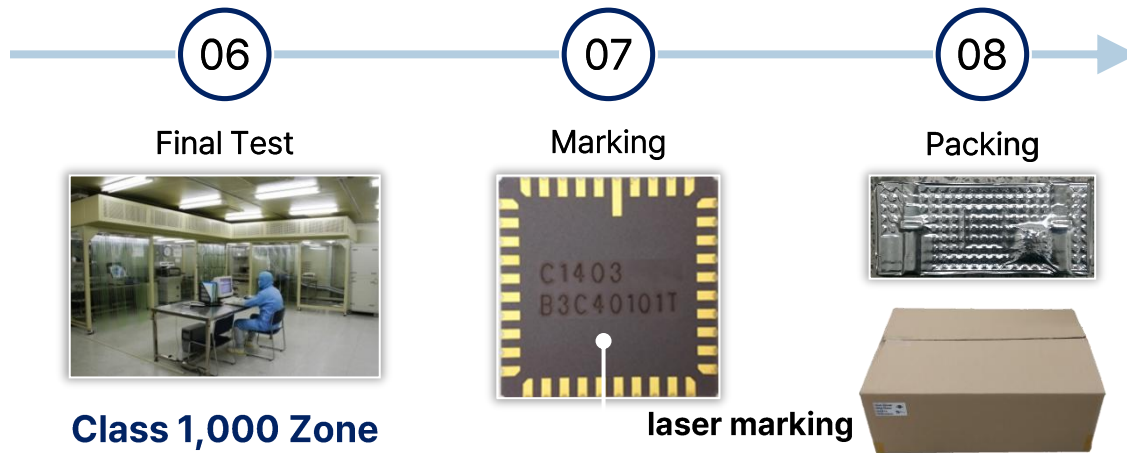 06
07
08
Final Test
Marking
Packing
C1403
B3C40101T
Class 1,000 Zone
laser marking